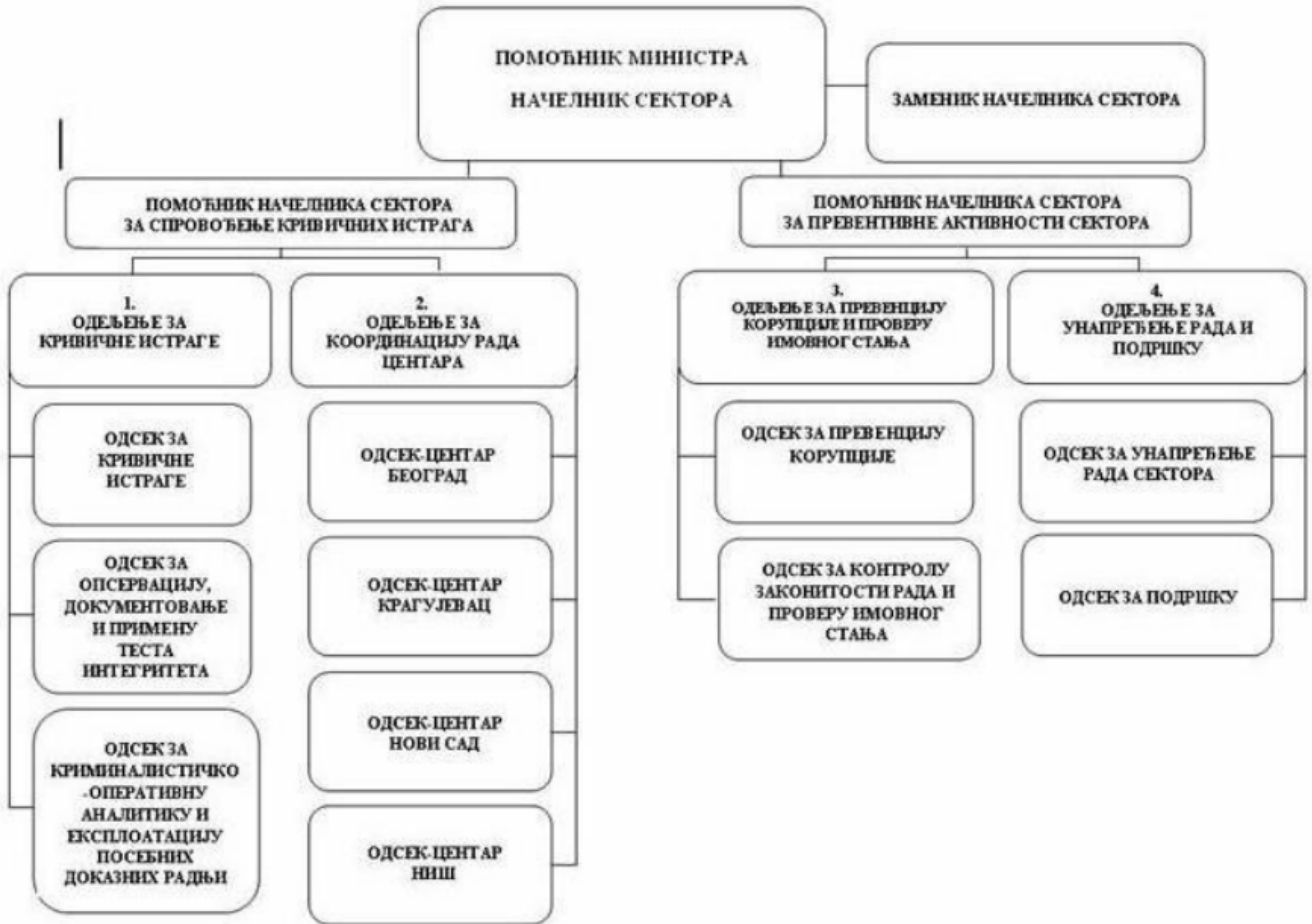 ПОМОЋНИК МИНИСТРА
НАЧЕЛНИК СЕКТОРА
ЗАМЕНИК НАЧЕЛНИКА СЕКТОРА
ПОМОЋНИК НАЧЕЛНИКА СЕКТОРА
ЗА СПРОВОЂЕЊЕ КРИВИЧНИХ ИСТРАГА
ПОМОЋНИК НАЧЕЛНИКА СЕКТОРА
ЗА ПРЕВЕНТИВНЕ АКТИВНОСТИ СЕКТОРА
1.
ОДЕЉЕЊЕ ЗА
КРИВИЧНЕ ИСТРАГЕ
2.
ОДЕЉЕЊЕ ЗА
КООРДИНАЦИЈУ РАДА
ЦЕНТАРА
3.
ОДЕЉЕЊЕ ЗА ПРЕВЕНЦИЈУ
КОРУПЦИЈЕ И ПРОВЕРУ
ИМОВНОГ СТАЊА
4.
ОДЕЉЕЊЕ ЗА
УНАПРЕЂЕЊЕ РАДА И
ПОДРШКУ
ОДСЕК ЗА
КРИВИЧНЕ
ИСТРАГЕ
ОДСЕК ЗА
ОПСЕРВАЦИЈУ,
ДОКУМЕНТОВАЊЕ
И ПРИМЕНУ
ТЕСТА
ИНТЕГРИТЕТА
ОДСЕК ЗА
КРИМИНАЛИСТИЧКО
-ОПЕРАТИВНУ
АНАЛИТИКУ И
ЕКСПЛОАТАЦИЈУ
ПОСЕБНИХ
ДОКАЗНИХ РАДЊИ
ОДСЕК-ЦЕНТАР
БЕОГРАД
ОДСЕК-ЦЕНТАР
КРАГУЈЕВАЦ
ОДСЕК-ЦЕНТАР
НОВИ САД
ОДСЕК-ЦЕНТАР
НИШ
ОДСЕК ЗА ПРЕВЕНЦИЈУ
КОРУПЦИЈЕ
ОДСЕК ЗА КОНТРОЛУ
ЗАКОНИТОСТИ РАДА И
ПРОВЕРУ ИМОВНОГ
СТАЊА
ОДСЕК ЗА УНАПРЕЂЕЊЕ
РАДА СЕКТОРА
ОДСЕК ЗА ПОДРШКУ